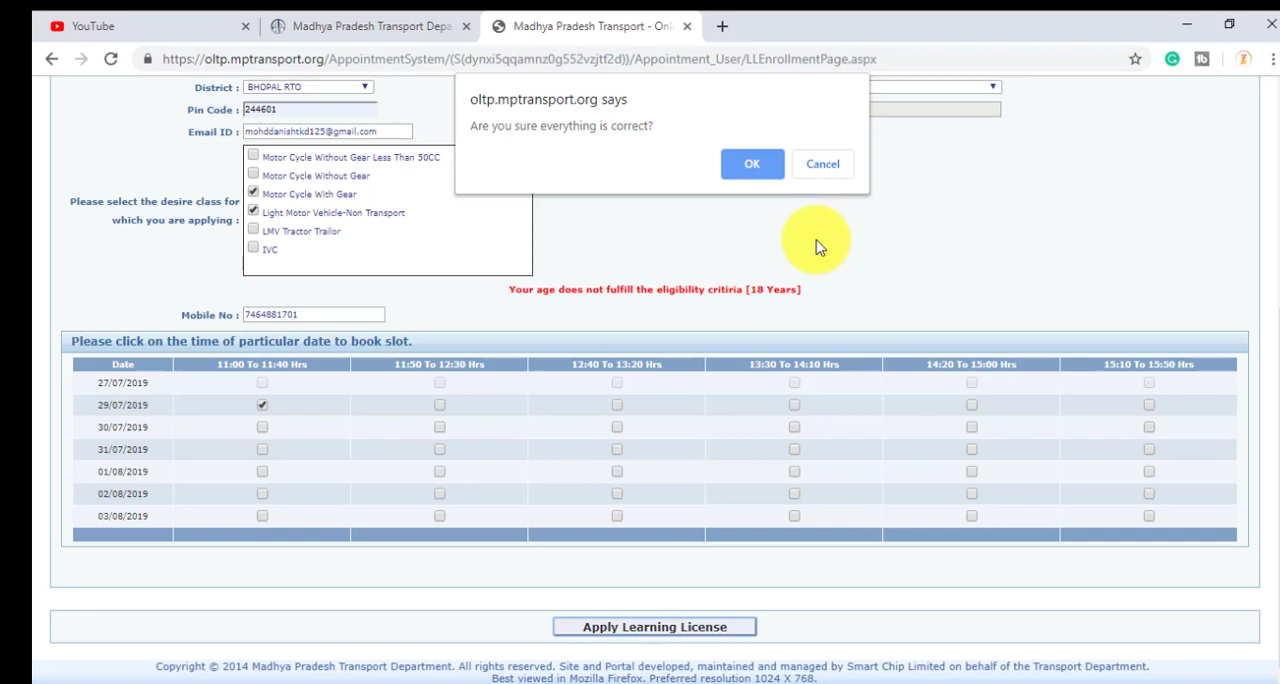 YouTube
Madhya Pradesh Transport Depa
Madhya Pradesh Transport - Onl
https://oltp.mptransport.org/AppointmentSystem/(S(dynxi5qqamnz0g552vzjtf2d))/Appointment_User/LLEnrollmentPage.aspx
oltp.mptransport.org says
Are you sure everything is correct?
OK Cancel
District : BHOPAL RTO
Pin Code : 244601
Email ID : mohddanishtkd125@gmail.com
Please select the desire class for
which you are applying :
Motor Cycle Without Gear Less Than 50CC
Motor Cycle Without Gear
Motor Cycle With Gear
Light Motor Vehicle-Non Transport
LMV Tractor Trailor
IVC
Your age does not fulfill the eligibility critiria [18 Years]
Mobile No : 7464881701
Please click on the time of particular date to book slot.
Date 11:00 To 11:40 Hrs 11:50 To 12:30 Hrs 12:40 To 13:20 Hrs 13:30 To 14:10 Hrs 14:20 To 15:00 Hrs 15:10 To 15:50 Hrs
27/07/2019
29/07/2019
30/07/2019
31/07/2019
01/08/2019
02/08/2019
03/08/2019
Apply Learning License
Copyright © 2014 Madhya Pradesh Transport Department. All rights reserved. Site and Portal developed, maintained and managed by Smart Chip Limited on behalf of the Transport Department.
Best viewed in Mozilla Firefox. Preferred resolution 1024 X 768.